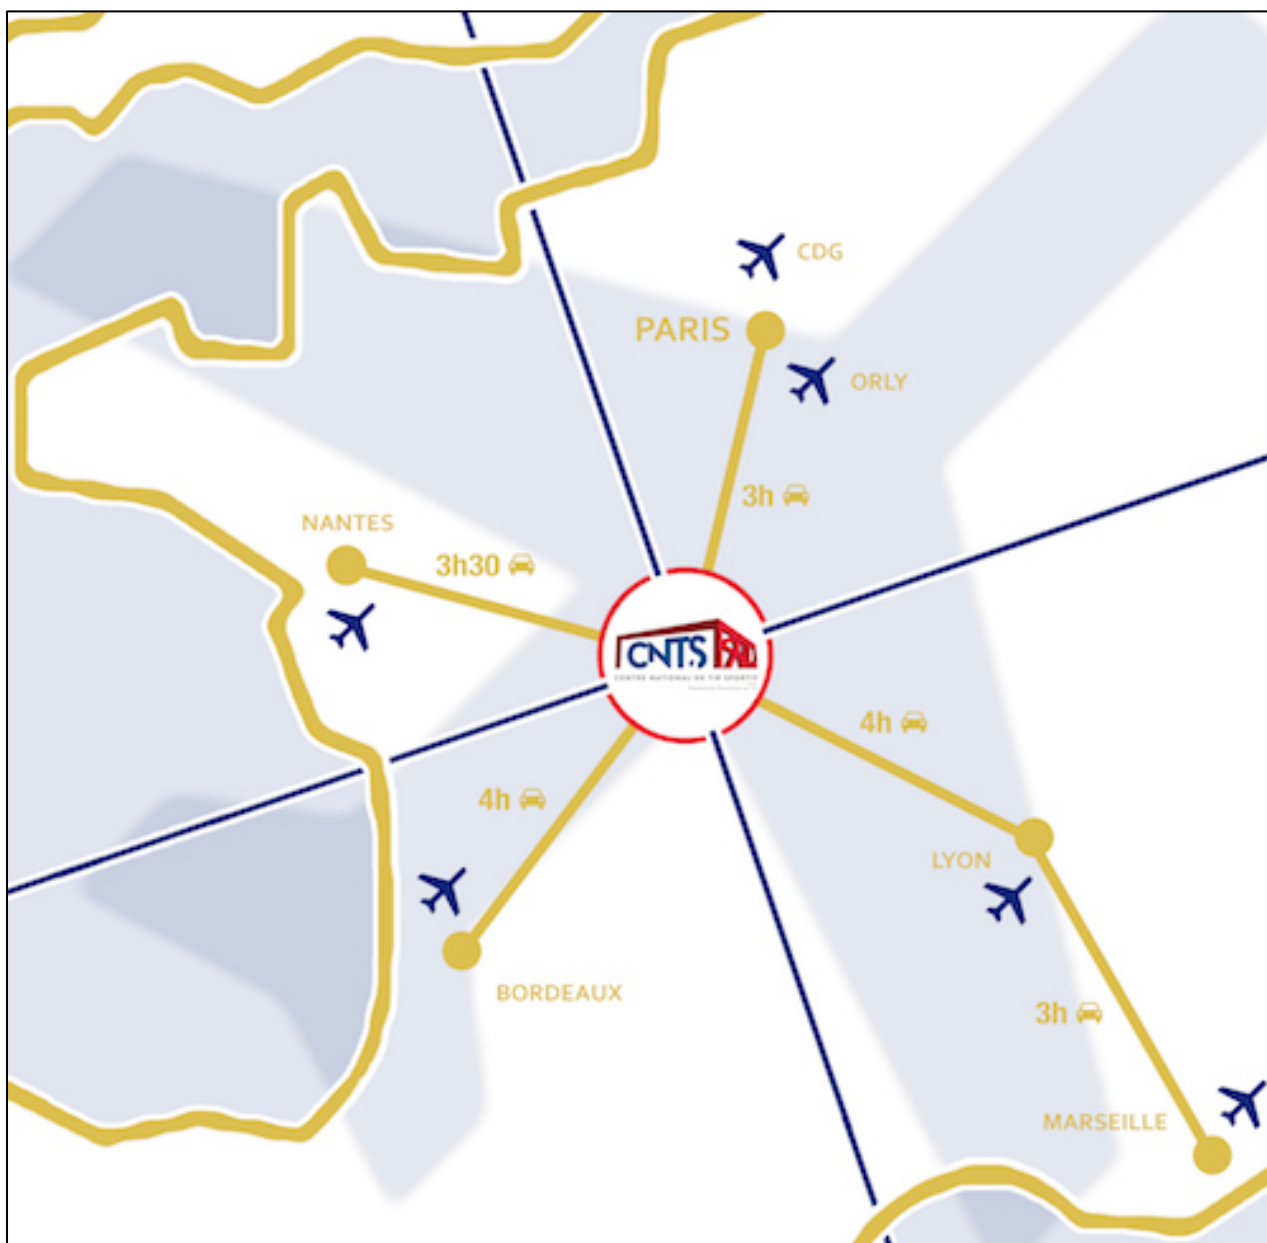 CDG
PARIS
ORLY
3h
NANTES
3h30
CNTS
CENTRE NATIONAL DE TIR SPORTIF
4h
4h
LYON
BORDEAUX
3h
MARSEILLE